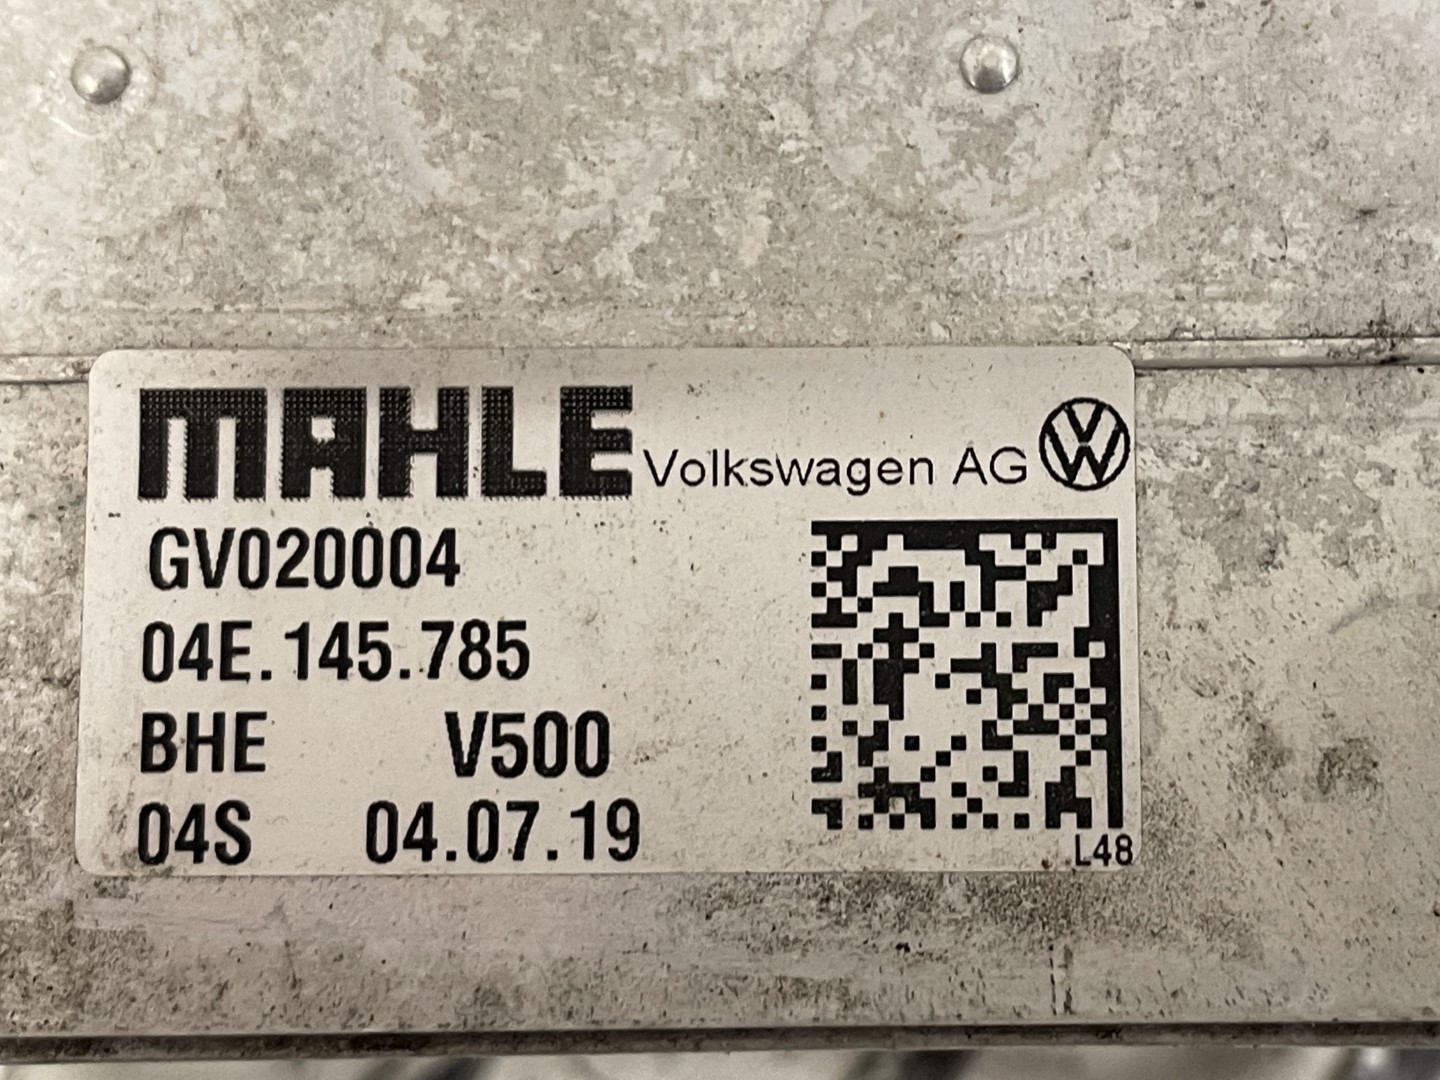 MAHLE Volkswagen AG
GV020004
04E.145.785
BHE V500
04S 04.07.19
L48